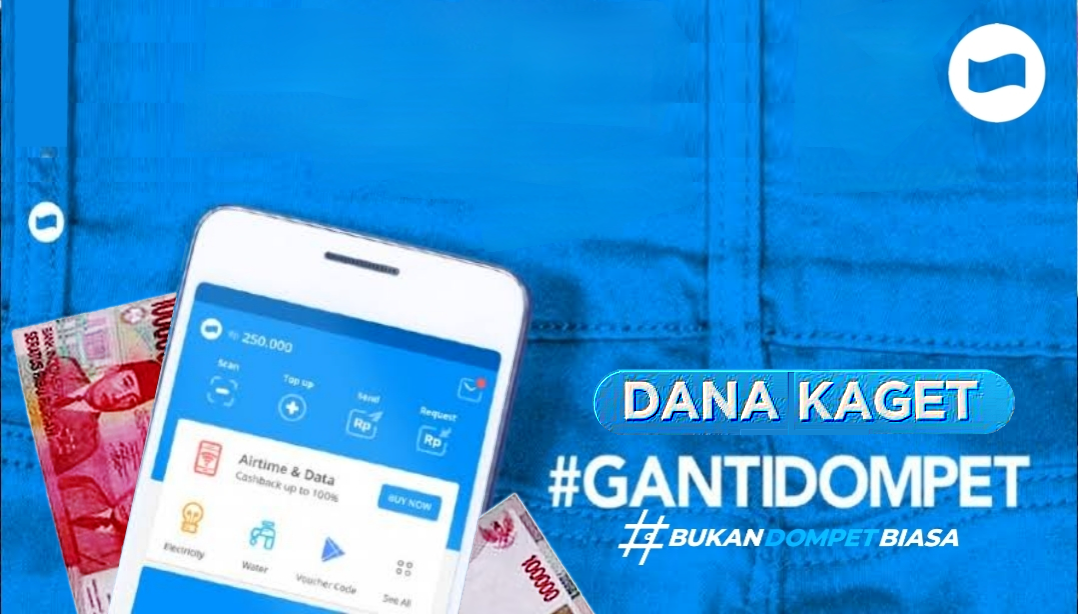 Rp 250.000
Scan
Top up
Send
Request
Rp
Rp
Airtime & Data
Cashback up to 100%
BUY NOW
Electricity
Water
Voucher Code
See All
100000
100000
DANA KAGET
#GANTIDOMPET
#BUKANDOMPETBIASA